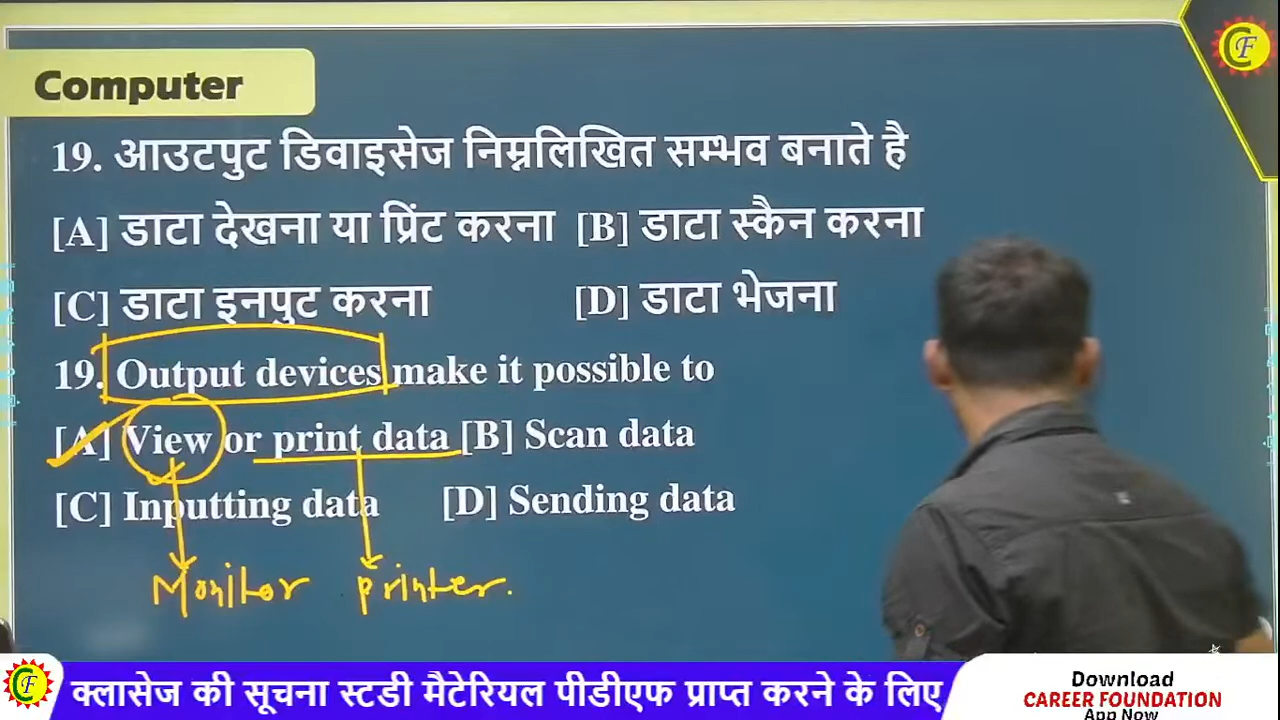 Computer
19. आउटपुट डिवाइसेज निम्नलिखित सम्भव बनाते है
[A] डाटा देखना या प्रिंट करना [B] डाटा स्कैन करना
[C] डाटा इनपुट करना [D] डाटा भेजना
19. Output devices make it possible to
[A] View or print data [B] Scan data
[C] Inputting data [D] Sending data
Monitor printer.
क्लासेज की सूचना स्टडी मैटेरियल पीडीएफ प्राप्त करने के लिए
Download
CAREER FOUNDATION
App Now